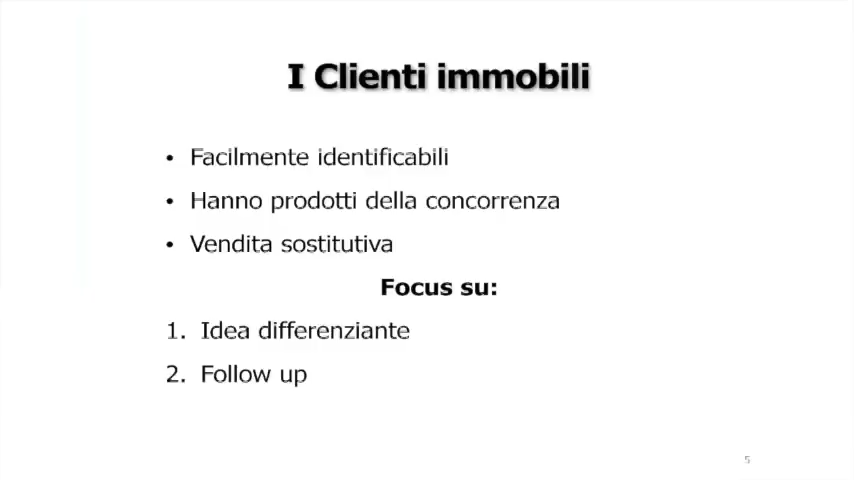 I Clienti immobili
• Facilmente identificabili
• Hanno prodotti della concorrenza
• Vendita sostitutiva
Focus su:
1. Idea differenziante
2. Follow up
5